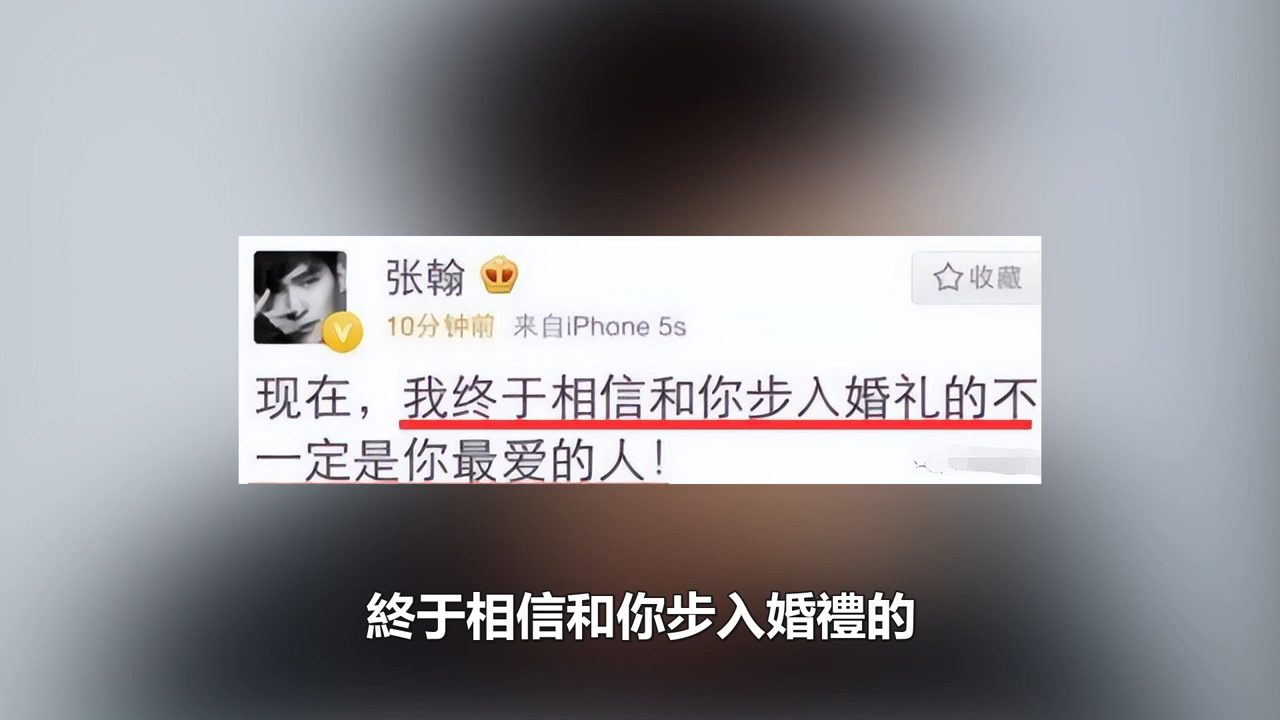 张翰
收藏
10分钟前 来自iPhone 5s
现在，我终于相信和你步入婚礼的不
一定是你最爱的人！
終于相信和你步入婚禮的